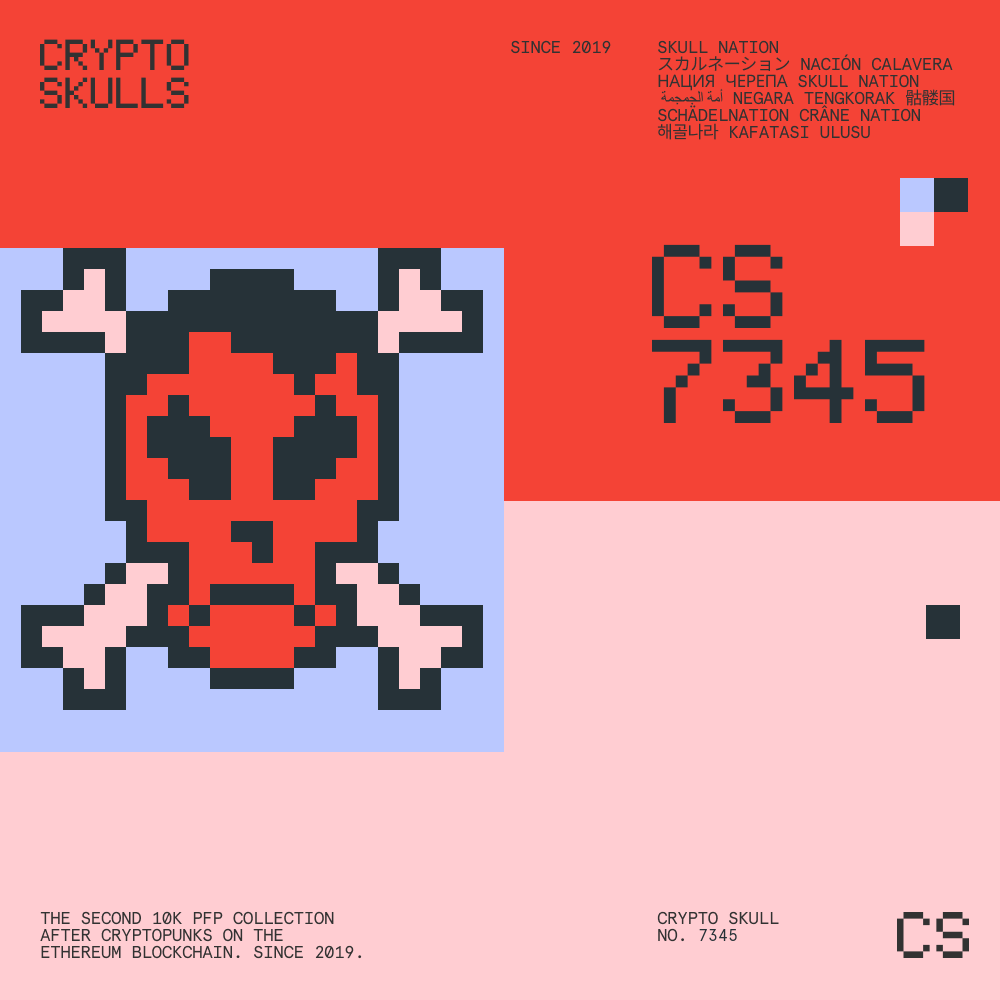 CRYPTO
SKULLS
SINCE 2019
SKULL NATION
スカルネーション NACIÓN CALAVERA
НАЦИЯ ЧЕРЕПА SKULL NATION
أمة الجمجمة NEGARA TENGKORAK 骷髅国
SCHÄDELNATION CRÂNE NATION
해골나라 KAFATASI ULUSU
CS
7345
THE SECOND 10K PFP COLLECTION
AFTER CRYPTOPUNKS ON THE
ETHEREUM BLOCKCHAIN. SINCE 2019.
CRYPTO SKULL
NO. 7345
CS